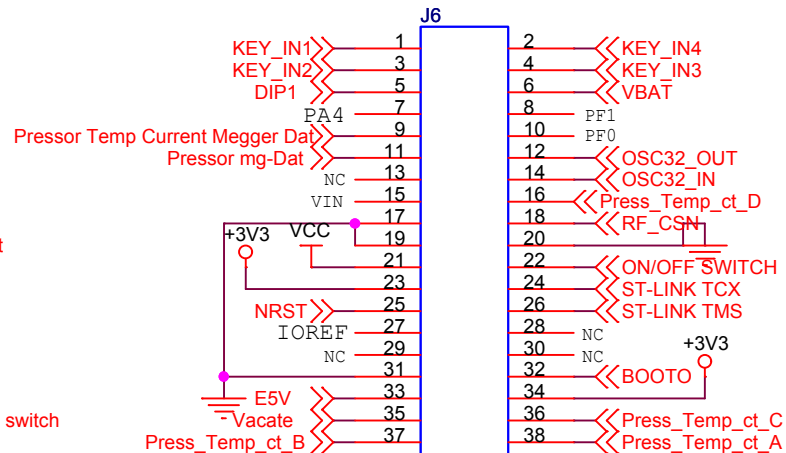 J6
KEY_IN1 1 2 KEY_IN4
KEY_IN2 3 4 KEY_IN3
DIP1 5 6 VBAT
PA4 7 8 PF1
Pressor Temp Current Megger Dat 9 10 PF0
Pressor mg-Dat 11 12 OSC32_OUT
NC 13 14 OSC32_IN
VIN 15 16 Press_Temp_ct_D
17 18 RF_CSN
+3V3 VCC 19 20
t
21 22 ON/OFF SWITCH
23 24 ST-LINK TCX
NRST 25 26 ST-LINK TMS
IOREF 27 28 NC
NC 29 30 NC
+3V3
31 32 BOOTO
E5V 33 34
switch Vacate 35 36 Press_Temp_ct_C
Press_Temp_ct_B 37 38 Press_Temp_ct_A